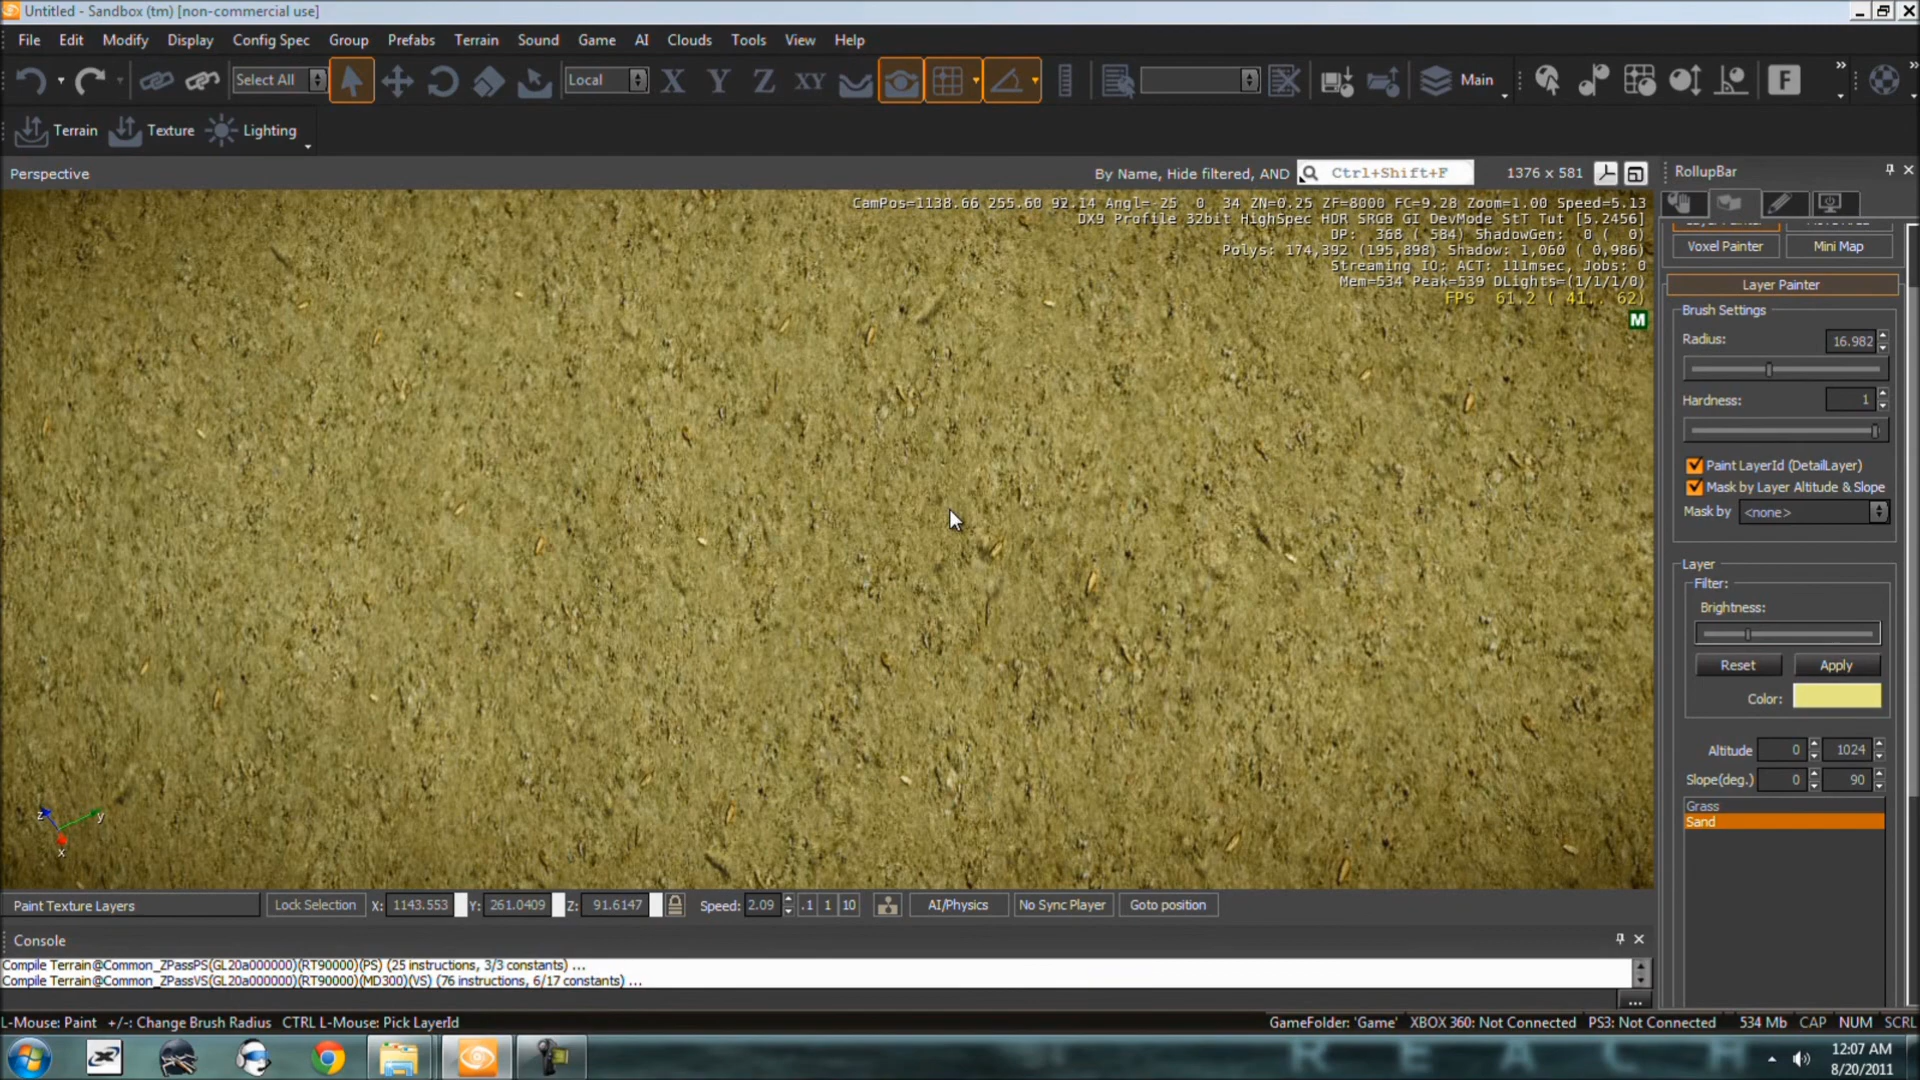 Untitled - Sandbox (tm) [non-commercial use]
File Edit Modify Display Config Spec Group Prefabs Terrain Sound Game AI Clouds Tools View Help
Select All Local X Y Z XY Main F
Terrain Texture Lighting
Perspective By Name, Hide filtered, AND Ctrl+Shift+F 1376 x 581 RollupBar
CamPos=1138.66 255.60 92.14 Angl=-25 0 34 ZN=0.25 ZF=8000 FC=9.28 Zoom=1.00 Speed=5.13
DX9 Profile 32bit HighSpec HDR SRGB GI DevMode StT Tut [5.2456]
DP: 368 ( 584) ShadowGen: 0 ( 0)
Polys: 174,392 (195,898) Shadow: 1,060 ( 0,986)
Streaming IO: ACT: 111msec, Jobs: 0
Mem=534 Peak=539 DLights=(1/1/1/0)
FPS 61.2 ( 41.. 62)
M
Voxel Painter Mini Map
Layer Painter
Brush Settings
Radius: 16.982
Hardness: 1
Paint LayerId (DetailLayer)
Mask by Layer Altitude & Slope
Mask by <none>
Layer
Filter:
Brightness:
Reset Apply
Color:
Altitude 0 1024
Slope(deg.) 0 90
Grass
Sand
z y
x
Paint Texture Layers Lock Selection X: 1143.553 Y: 261.0409 Z: 91.6147 Speed: 2.09 .1 1 10 AI/Physics No Sync Player Goto position
Console
Compile Terrain@Common_ZPassPS(GL20a000000)(RT90000)(PS) (25 instructions, 3/3 constants) ...
Compile Terrain@Common_ZPassVS(GL20a000000)(RT90000)(MD300)(VS) (76 instructions, 6/17 constants) ...
...
L-Mouse: Paint +/-: Change Brush Radius CTRL L-Mouse: Pick LayerId GameFolder: 'Game' XBOX 360: Not Connected PS3: Not Connected 534 Mb CAP NUM SCRL
R E A C H
12:07 AM
8/20/2011